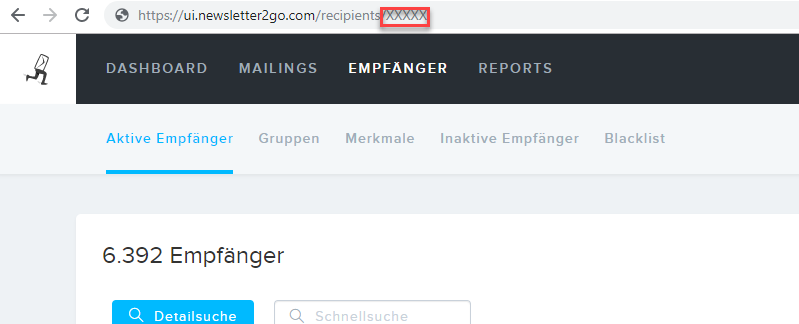 https://ui.newsletter2go.com/recipients/XXXXX
DASHBOARD MAILINGS EMPFÄNGER REPORTS
Aktive Empfänger Gruppen Merkmale Inaktive Empfänger Blacklist
6.392 Empfänger
Detailsuche Schnellsuche